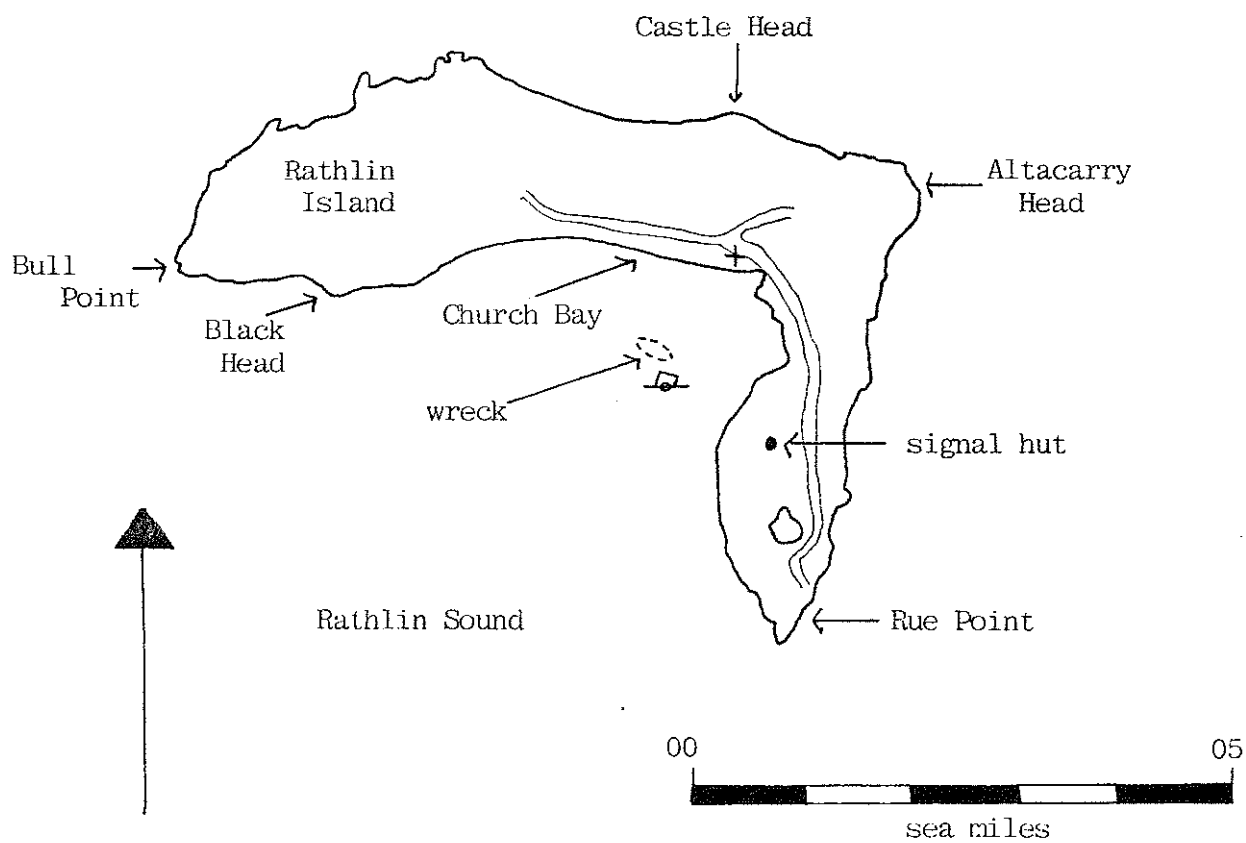 Castle Head
Rathlin
Island
Altacarry
Head
Bull
Point
Church Bay
Black
Head
wreck
signal hut
Rathlin Sound
Rue Point
00
05
sea miles